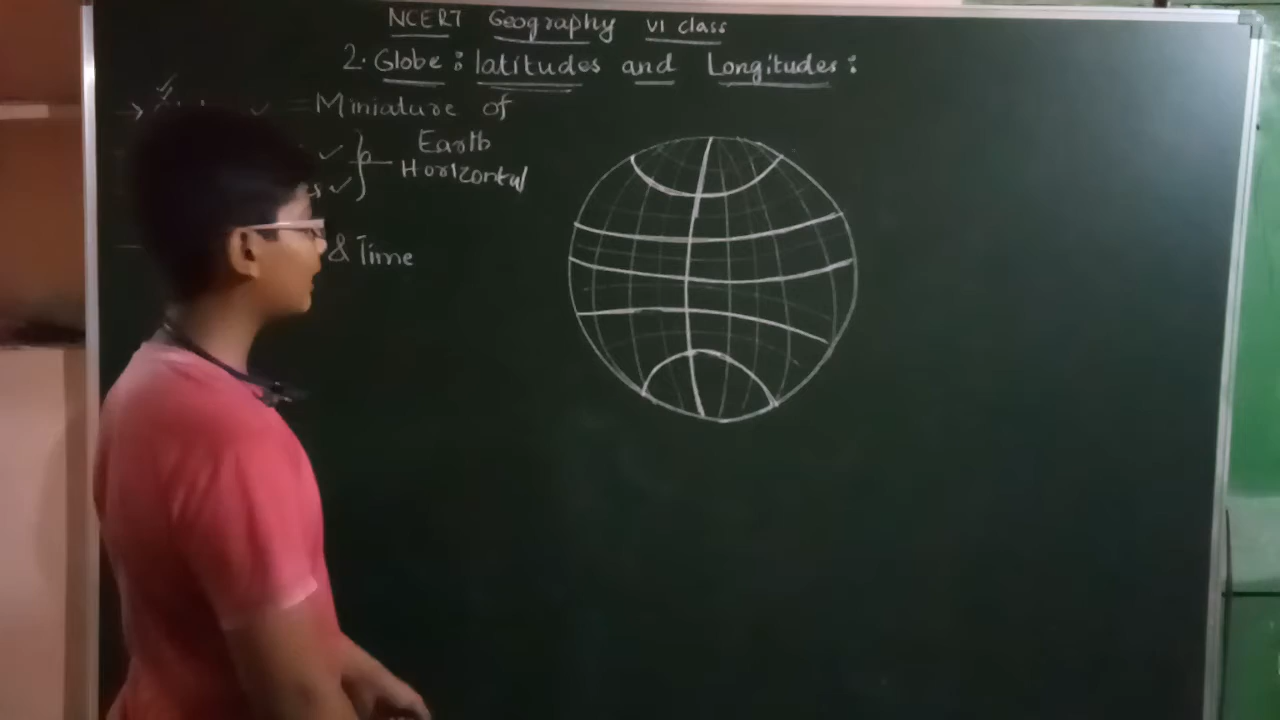 NCERT Geography VI class
2. Globe: latitudes and Longitudes:
= Miniature of
Earth
Horizontal
& Time